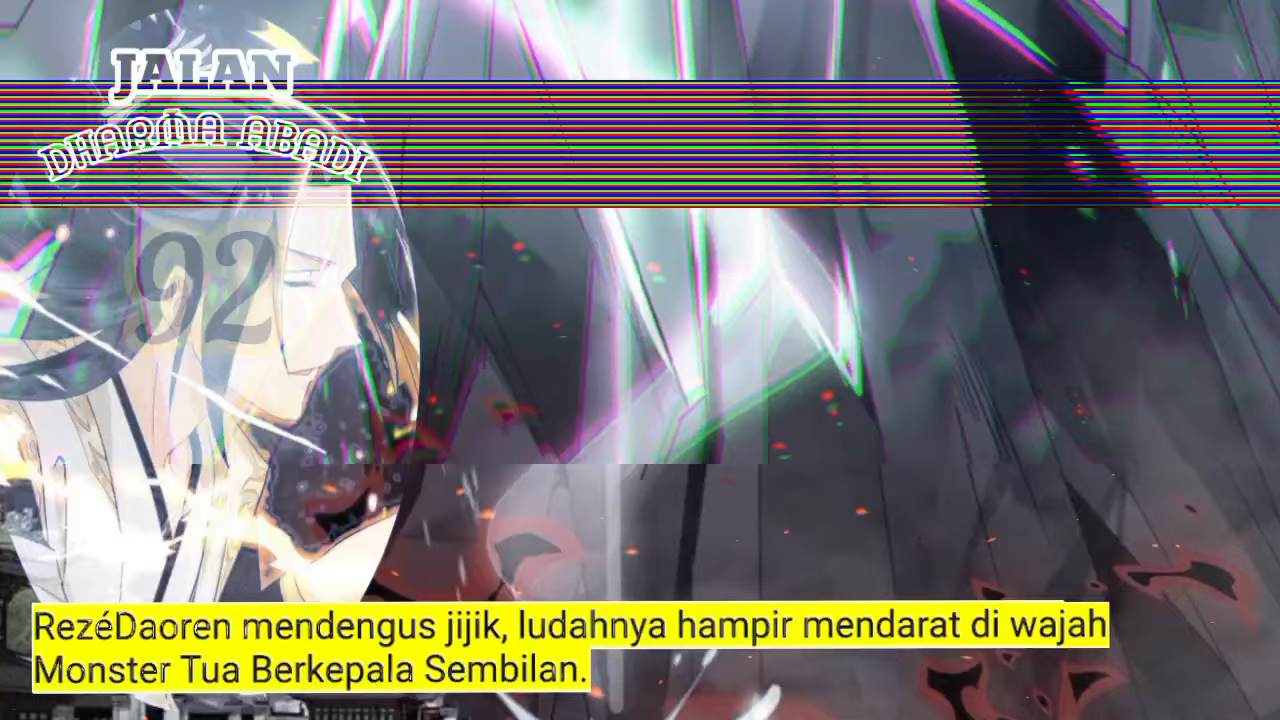 JALAN
DHARMA ABADI
92
RezéDaoren mendengus jijik, ludahnya hampir mendarat di wajah
Monster Tua Berkepala Sembilan.